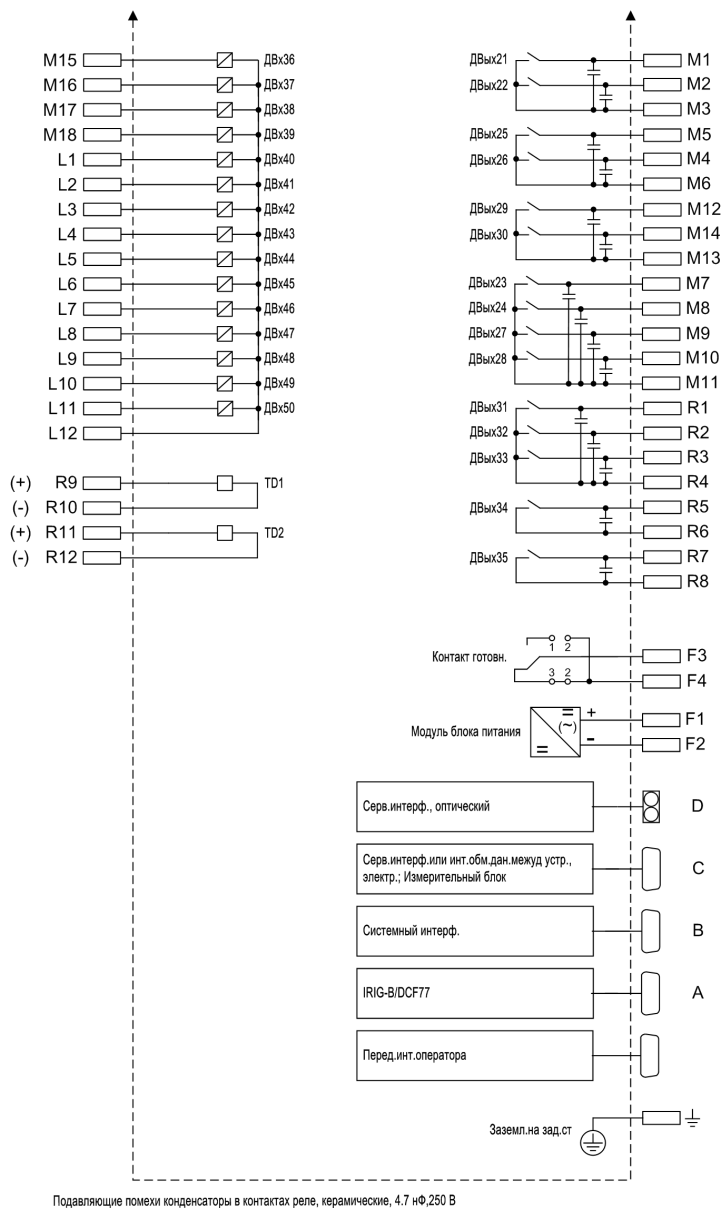 M15 ДВх36
M16 ДВх37
M17 ДВх38
M18 ДВх39
L1 ДВх40
L2 ДВх41
L3 ДВх42
L4 ДВх43
L5 ДВх44
L6 ДВх45
L7 ДВх46
L8 ДВх47
L9 ДВх48
L10 ДВх49
L11 ДВх50
L12
(+) R9 TD1
(-) R10
(+) R11 TD2
(-) R12
ДВых21 M1
ДВых22 M2
M3
ДВых25 M5
ДВых26 M4
M6
ДВых29 M12
ДВых30 M14
M13
ДВых23 M7
ДВых24 M8
ДВых27 M9
ДВых28 M10
M11
ДВых31 R1
ДВых32 R2
ДВых33 R3
R4
ДВых34 R5
R6
ДВых35 R7
R8
1 2
Контакт готовн. F3
3 2 F4
+ F1
(~)
Модуль блока питания
- F2
Серв.интерф., оптический D
Серв.интерф.или инт.обм.дан.межуд устр.,
электр.; Измерительный блок C
Системный интерф. B
IRIG-B/DCF77 A
Перед.инт.оператора
Заземл.на зад.ст
Подавляющие помехи конденсаторы в контактах реле, керамические, 4.7 нФ,250 В